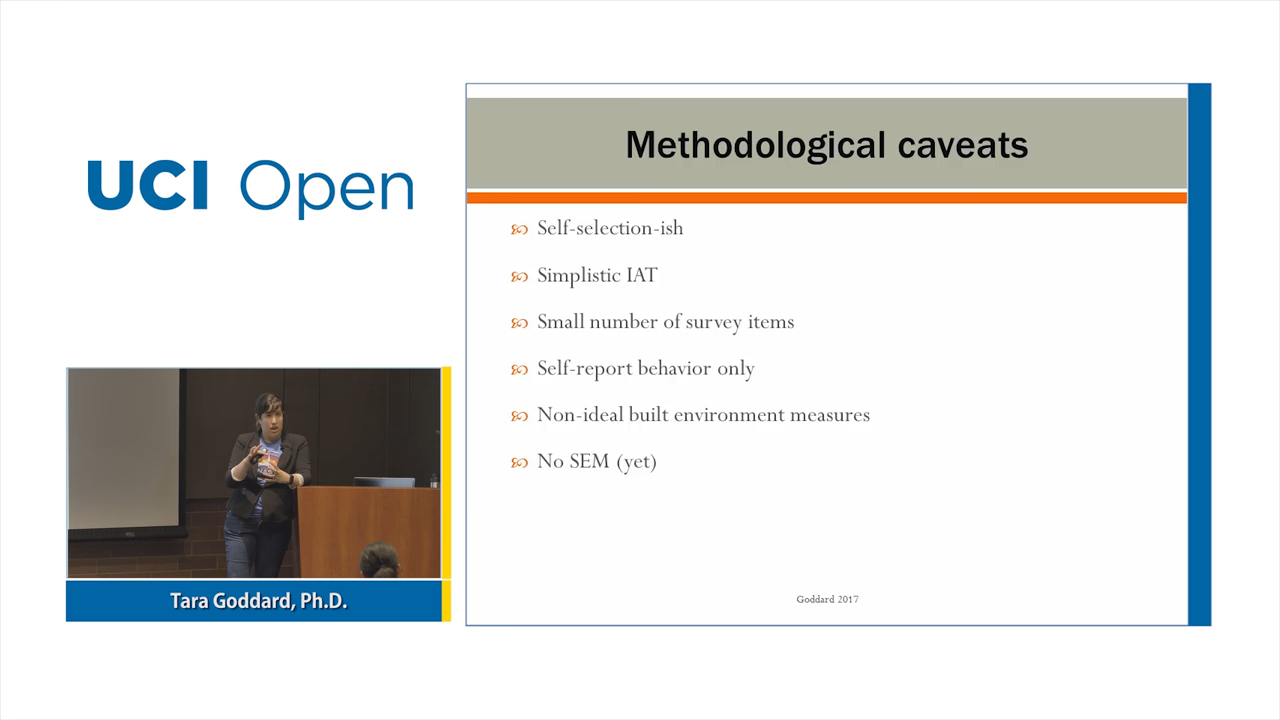 UCI Open
Methodological caveats
Self-selection-ish
Simplistic IAT
Small number of survey items
Self-report behavior only
Non-ideal built environment measures
No SEM (yet)
Goddard 2017
Tara Goddard, Ph.D.